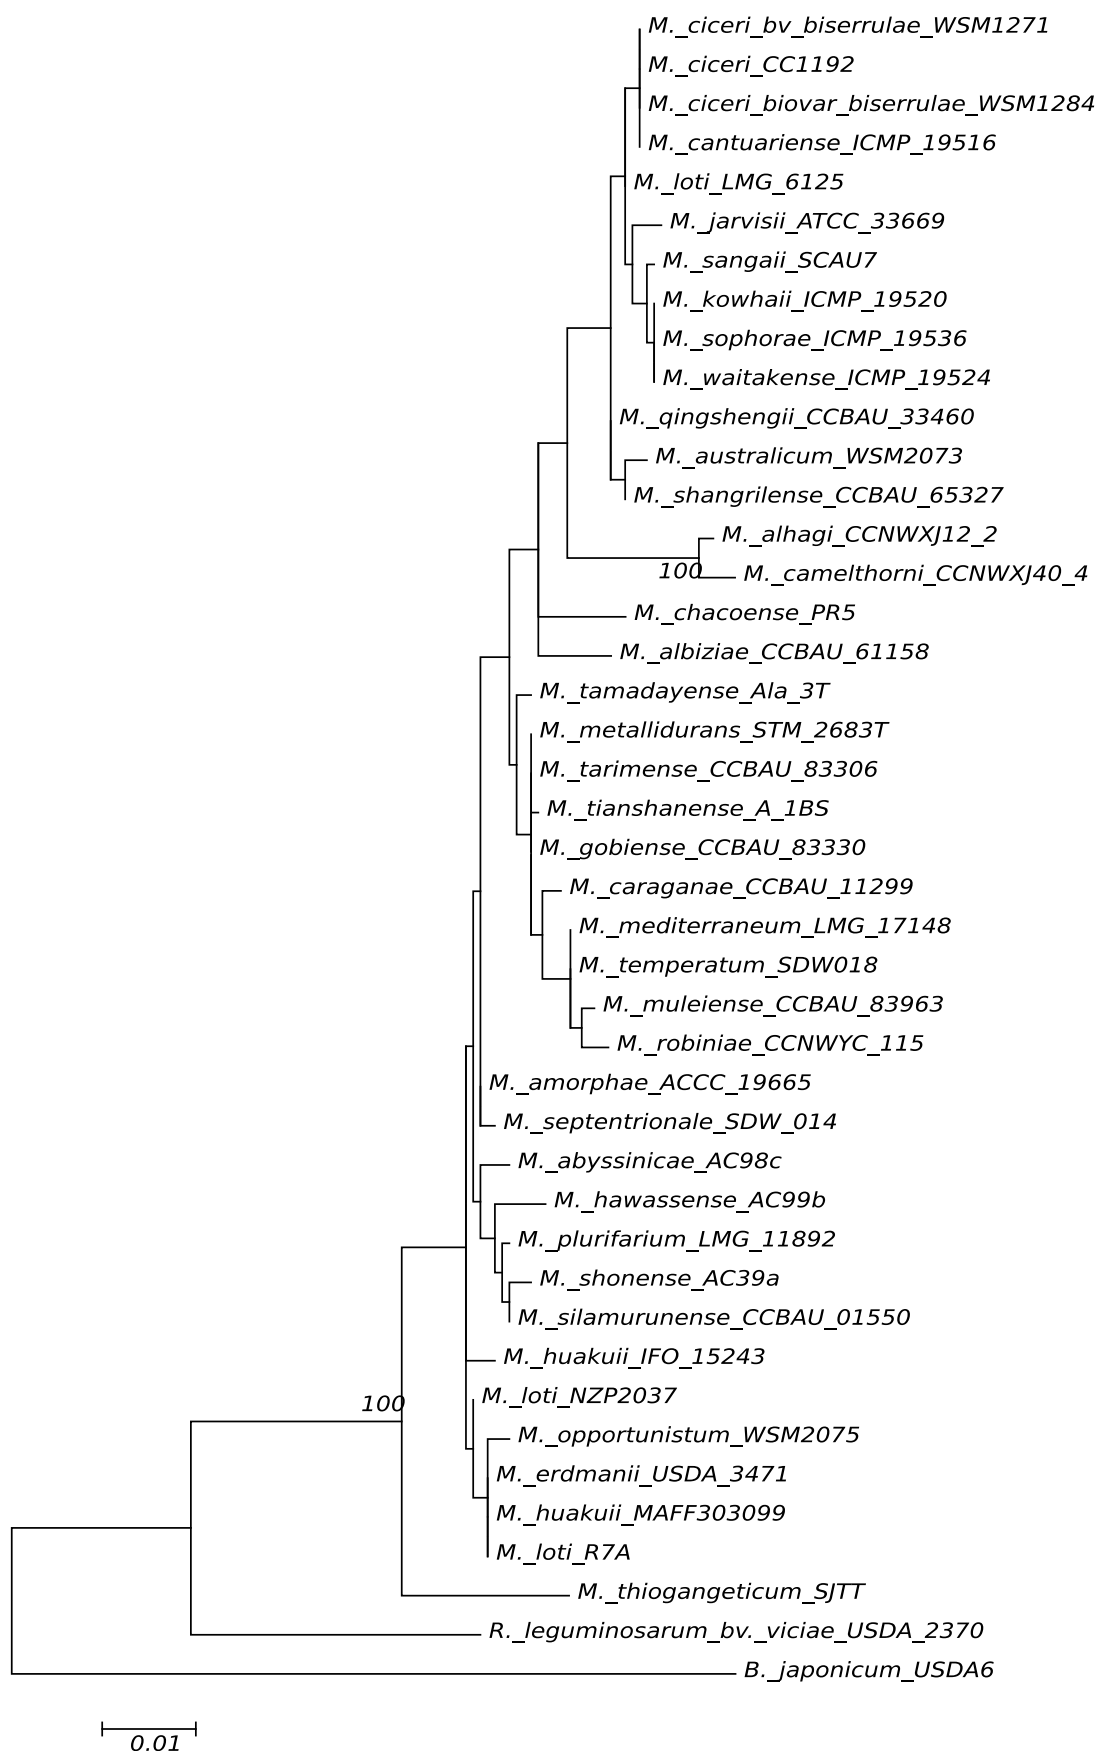 M._ciceri_bv_biserrulae_WSM1271
M._ciceri_CC1192
M._ciceri_biovar_biserrulae_WSM1284
M._cantuariense_ICMP_19516
M._loti_LMG_6125
M._jarvisii_ATCC_33669
M._sangaii_SCAU7
M._kowhaii_ICMP_19520
M._sophorae_ICMP_19536
M._waitakense_ICMP_19524
M._qingshengii_CCBAU_33460
M._australicum_WSM2073
M._shangrilense_CCBAU_65327
M._alhagi_CCNWXJ12_2
100
M._camelthorni_CCNWXJ40_4
M._chacoense_PR5
M._albiziae_CCBAU_61158
M._tamadayense_Ala_3T
M._metallidurans_STM_2683T
M._tarimense_CCBAU_83306
M._tianshanense_A_1BS
M._gobiense_CCBAU_83330
M._caraganae_CCBAU_11299
M._mediterraneum_LMG_17148
M._temperatum_SDW018
M._muleiense_CCBAU_83963
M._robiniae_CCNWYC_115
M._amorphae_ACCC_19665
M._septentrionale_SDW_014
M._abyssinicae_AC98c
M._hawassense_AC99b
M._plurifarium_LMG_11892
M._shonense_AC39a
M._silamurunense_CCBAU_01550
M._huakuii_IFO_15243
M._loti_NZP2037
100
M._opportunistum_WSM2075
M._erdmanii_USDA_3471
M._huakuii_MAFF303099
M._loti_R7A
M._thiogangeticum_SJTT
R._leguminosarum_bv._viciae_USDA_2370
B._japonicum_USDA6
0.01